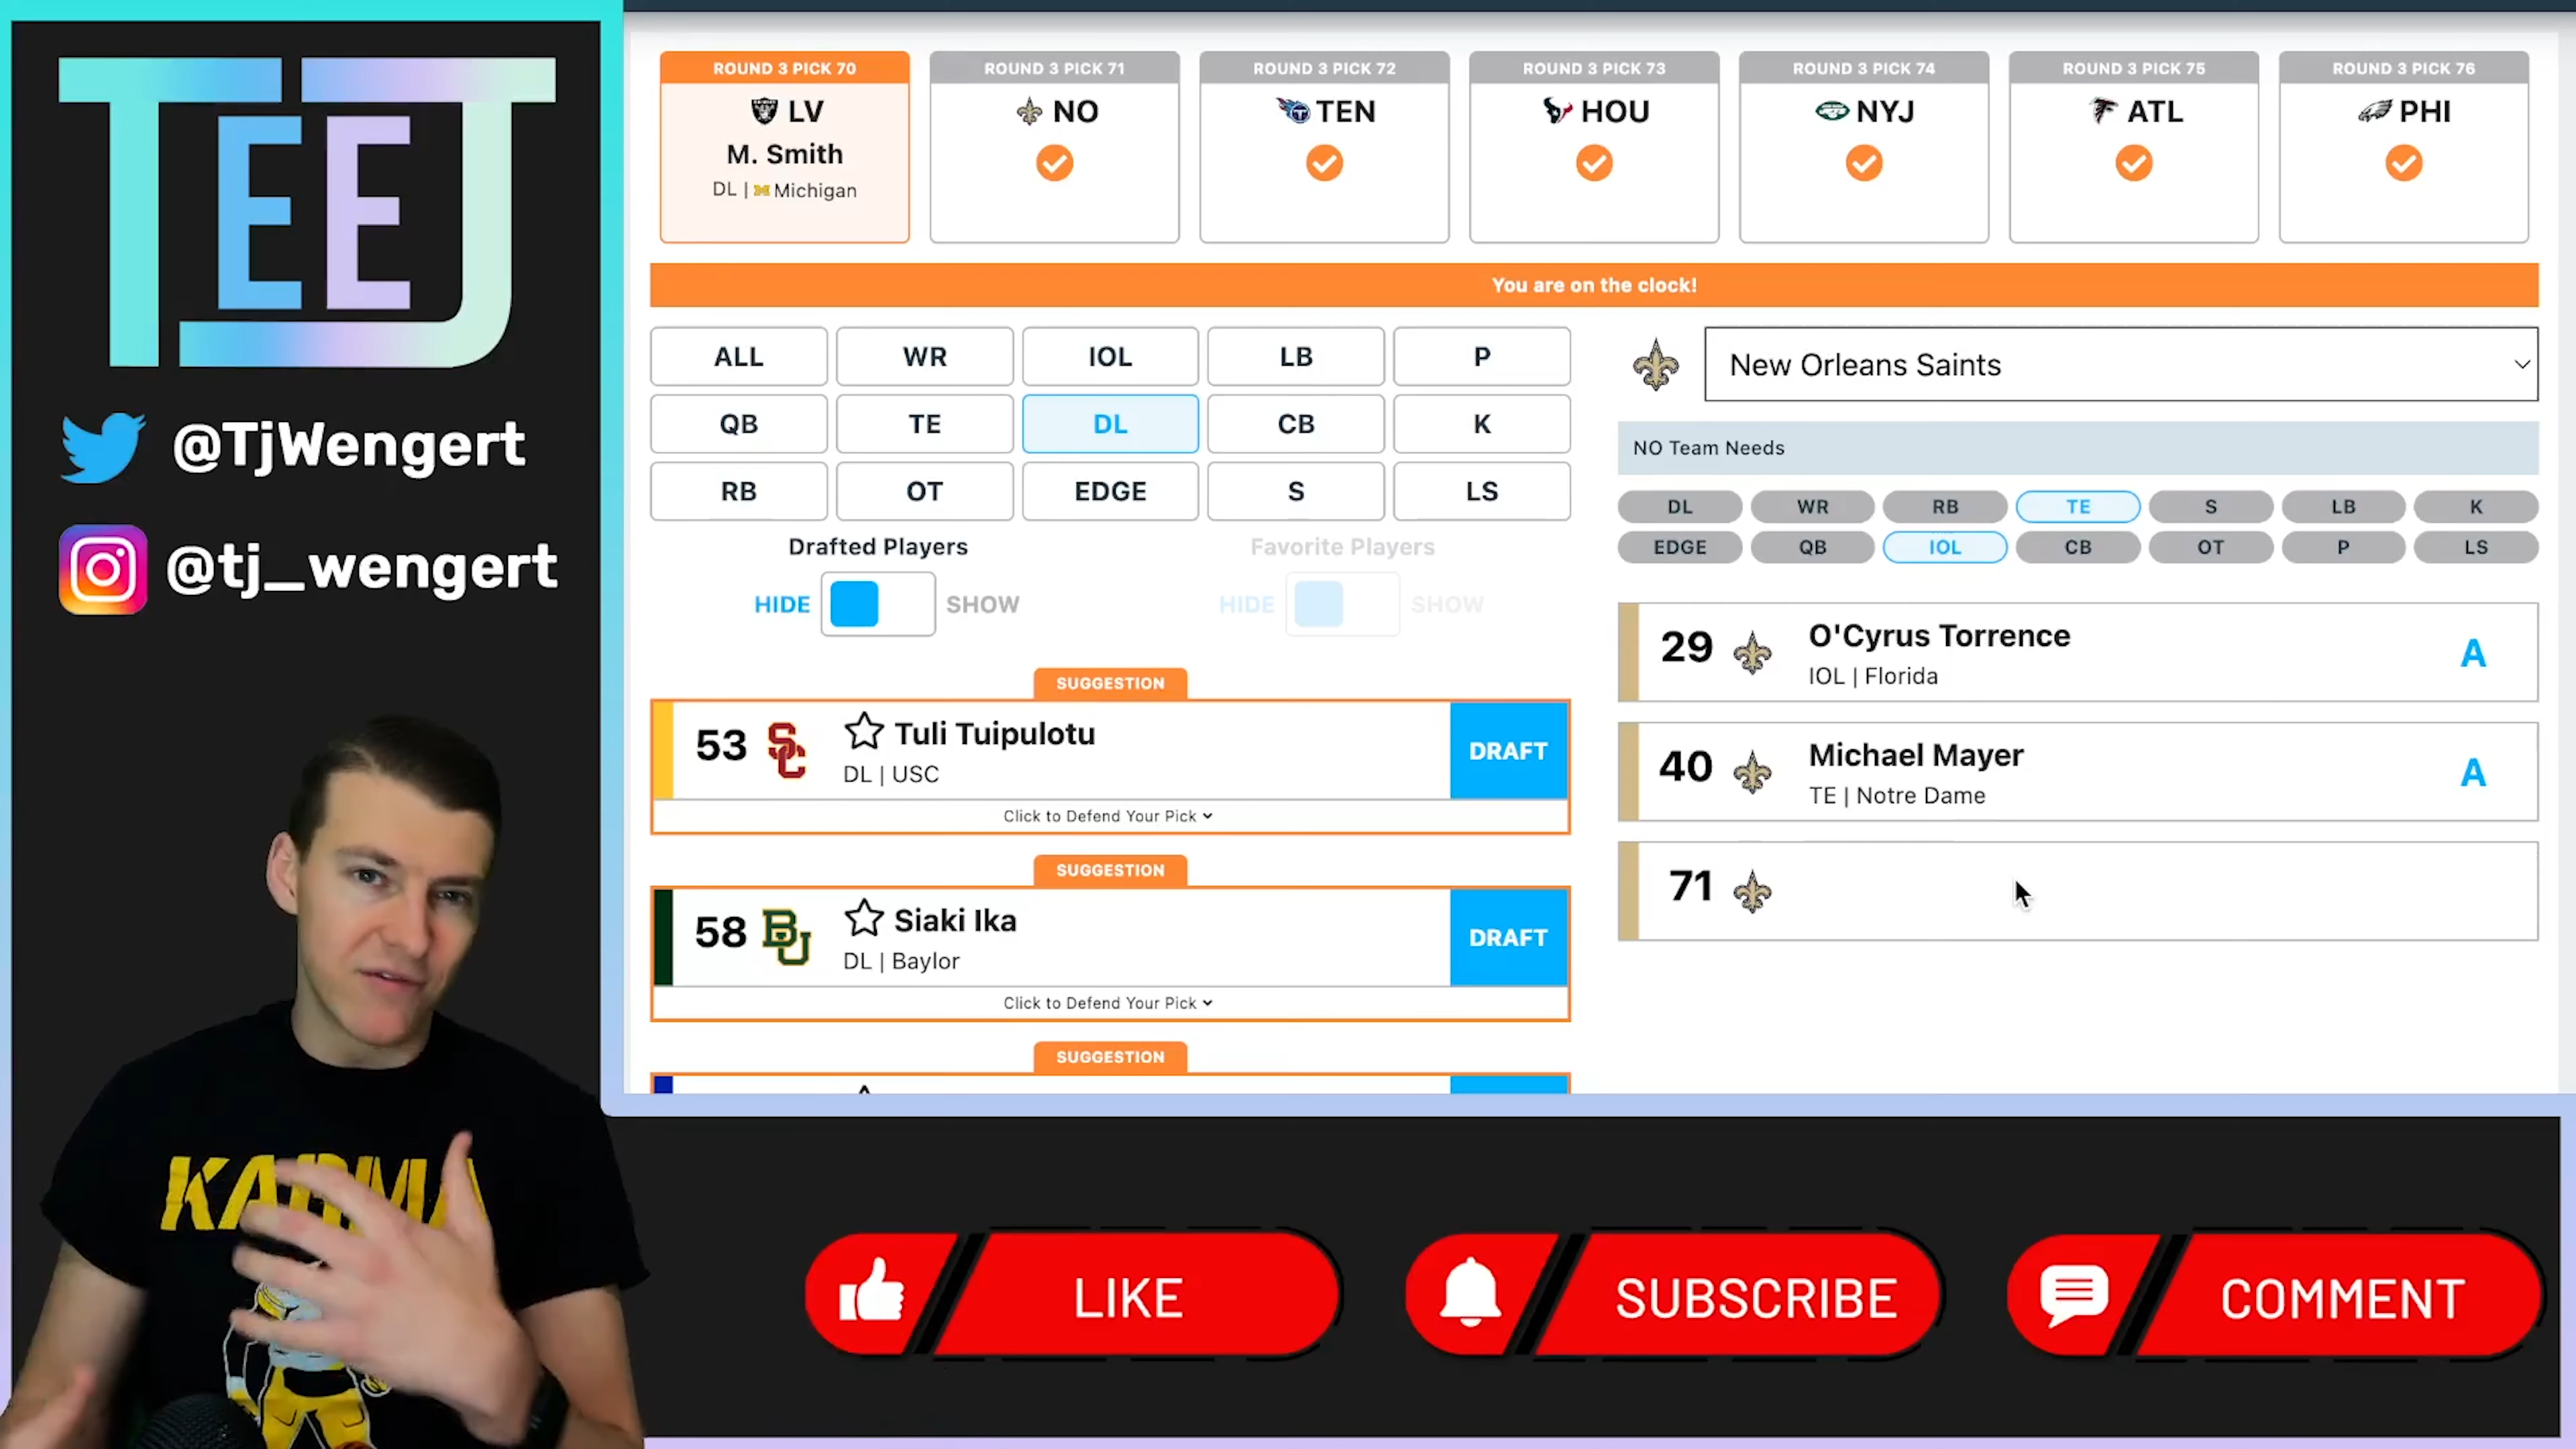 TEEJ
@TjWengert
@tj_wengert
KARMA
ROUND 3 PICK 70
LV
M. Smith
DL | Michigan
ROUND 3 PICK 71
NO
ROUND 3 PICK 72
TEN
ROUND 3 PICK 73
HOU
ROUND 3 PICK 74
NYJ
ROUND 3 PICK 75
ATL
ROUND 3 PICK 76
PHI
You are on the clock!
ALL WR IOL LB P
QB TE DL CB K
RB OT EDGE S LS
Drafted Players
HIDE SHOW
Favorite Players
HIDE SHOW
SUGGESTION
53 Tuli Tuipulotu
DL | USC
DRAFT
Click to Defend Your Pick
SUGGESTION
58 Siaki Ika
DL | Baylor
DRAFT
Click to Defend Your Pick
SUGGESTION
New Orleans Saints
NO Team Needs
DL WR RB TE S LB K
EDGE QB IOL CB OT P LS
29 O'Cyrus Torrence A
IOL | Florida
40 Michael Mayer A
TE | Notre Dame
71
LIKE
SUBSCRIBE
COMMENT